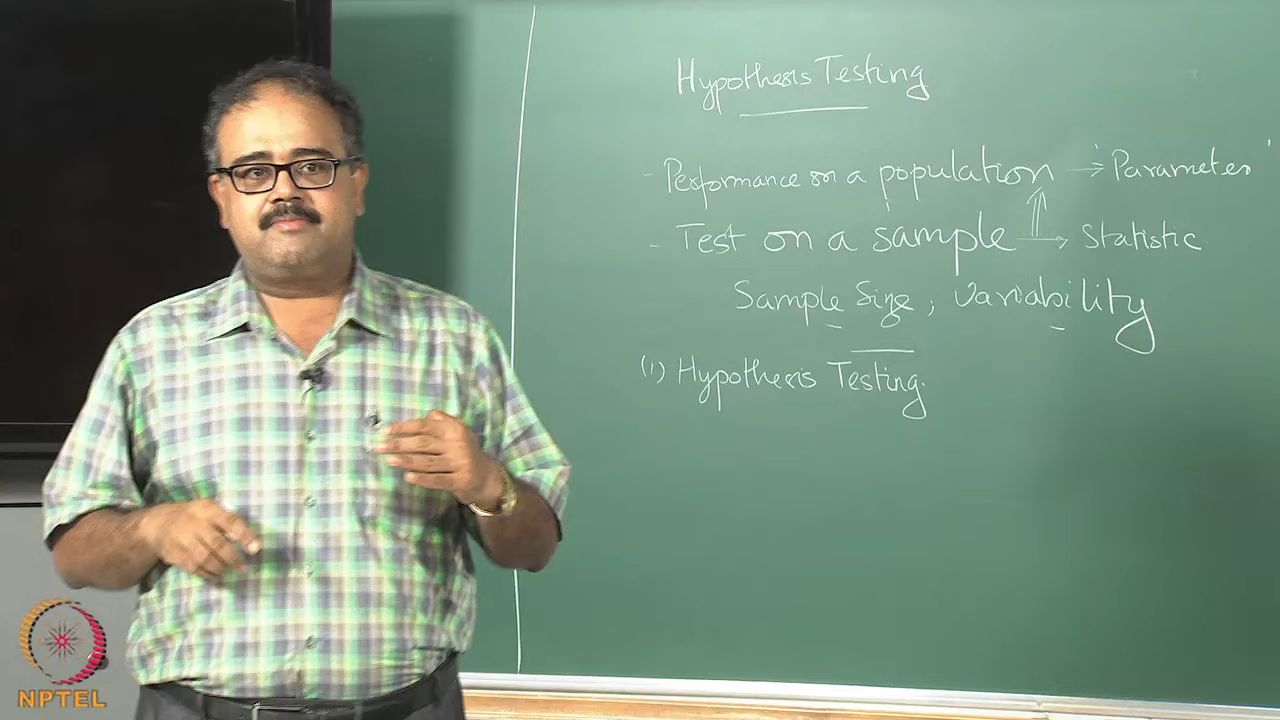 Hypothesis Testing
- Performance on a population → "Parameter"
- Test on a sample → Statistic
Sample Size, Variability
(1) Hypothesis Testing.
NPTEL